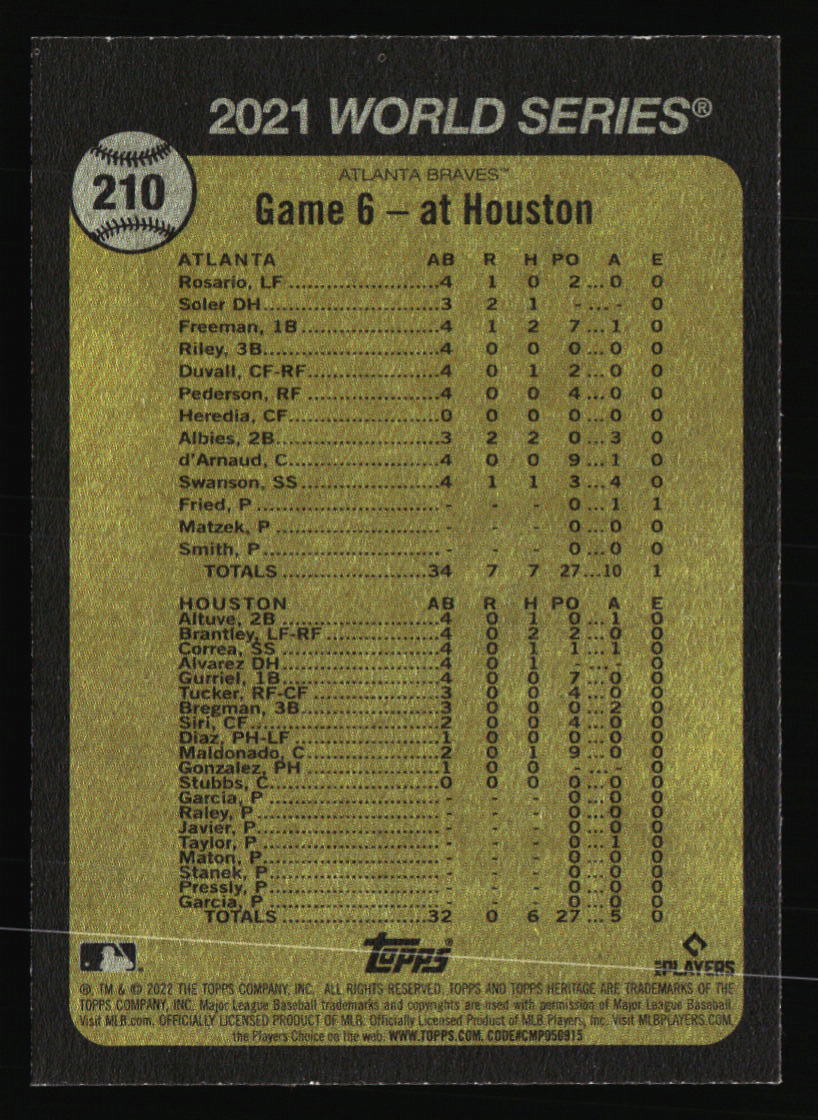 2021 WORLD SERIES®
210
ATLANTA BRAVES™
Game 6 – at Houston
ATLANTA AB R H PO A E
Rosario, LF ........................4 1 0 2...0 0
Soler DH............................3 2 1 -...- 0
Freeman, 1B......................4 1 2 7...1 0
Riley, 3B............................4 0 0 0...0 0
Duvall, CF-RF.....................4 0 1 2...0 0
Pederson, RF .....................4 0 0 4...0 0
Heredia, CF........................0 0 0 0...0 0
Albies, 2B..........................3 2 2 0...3 0
d'Arnaud, C........................4 0 0 9...1 0
Swanson, SS......................4 1 1 3...4 0
Fried, P .............................- - - 0...1 1
Matzek, P ..........................- - - 0...0 0
Smith, P............................- - - 0...0 0
TOTALS .......................34 7 7 27...10 1
HOUSTON AB R H PO A E
Altuve, 2B .........................4 0 1 0...1 0
Brantley, LF-RF...................4 0 2 2...0 0
Correa, SS .........................4 0 1 1...1 0
Alvarez DH.........................4 0 1 -...- 0
Gurriel, 1B.........................4 0 0 7...0 0
Tucker, RF-CF ....................3 0 0 4...0 0
Bregman, 3B......................3 0 0 0...2 0
Siri, CF..............................2 0 0 4...0 0
Diaz, PH-LF .......................1 0 0 0...0 0
Maldonado, C.....................2 0 1 9...0 0
Gonzalez, PH .....................1 0 0 -...- 0
Stubbs, C..........................0 0 0 0...0 0
Garcia, P ...........................- - - 0...0 0
Raley, P.............................- - - 0...0 0
Javier, P............................- - - 0...0 0
Taylor, P............................- - - 0...1 0
Maton, P............................- - - 0...0 0
Stanek, P...........................- - - 0...0 0
Pressly, P...........................- - - 0...0 0
Garcia, P ...........................- - - 0...0 0
TOTALS .......................32 0 6 27...5 0
topps®
MLB PLAYERS
®, TM & © 2022 THE TOPPS COMPANY, INC. ALL RIGHTS RESERVED. TOPPS AND TOPPS HERITAGE ARE TRADEMARKS OF THE
TOPPS COMPANY, INC. Major League Baseball trademarks and copyrights are used with permission of Major League Baseball.
Visit MLB.com. OFFICIALLY LICENSED PRODUCT OF MLB. Officially Licensed Product of MLB Players, Inc. Visit MLBPLAYERS.COM,
the Players Choice on the web. WWW.TOPPS.COM. CODE#CMP050915